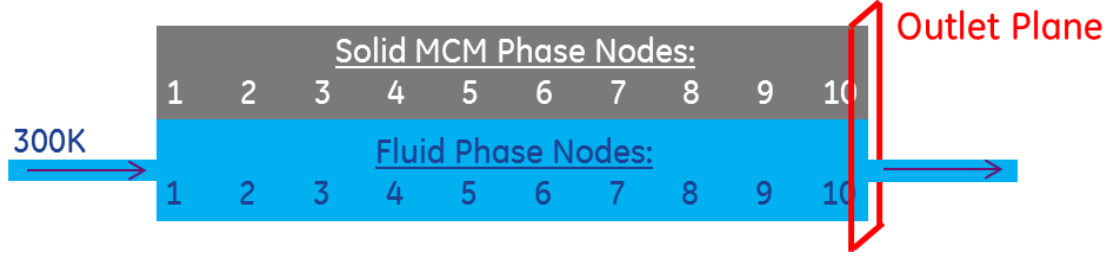 Outlet Plane
Solid MCM Phase Nodes:
1 2 3 4 5 6 7 8 9 10
300K
Fluid Phase Nodes:
1 2 3 4 5 6 7 8 9 10